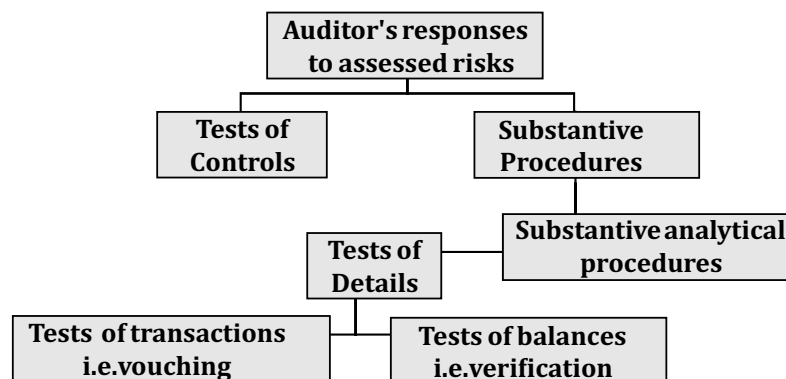 Auditor's responses
to assessed risks
Tests of
Controls
Substantive
Procedures
Substantive analytical
procedures
Tests of
Details
Tests of transactions
i.e.vouching
Tests of balances
i.e.verification